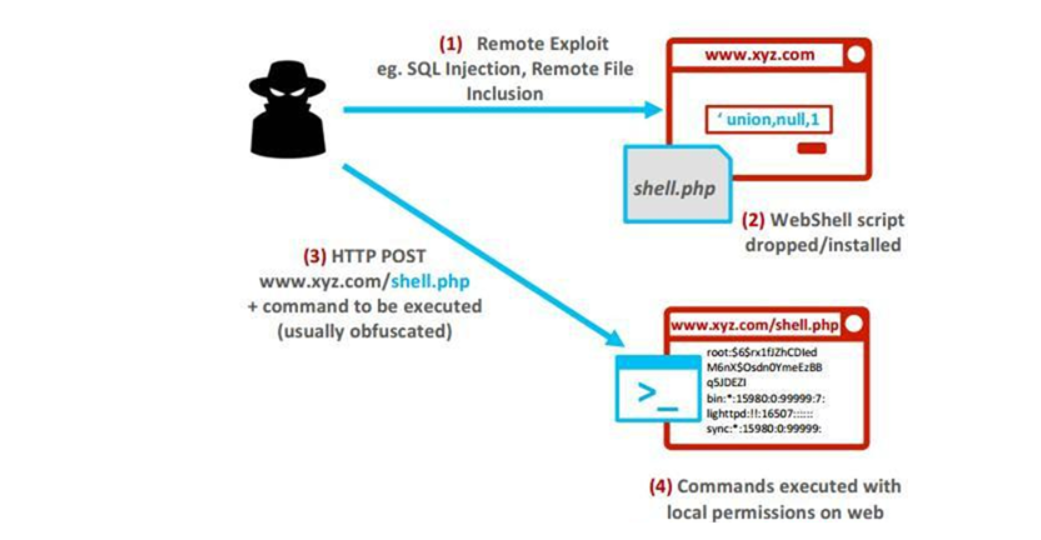 (1) Remote Exploit
eg. SQL Injection, Remote File
Inclusion
www.xyz.com
‘ union,null,1
shell.php
(2) WebShell script
dropped/installed
(3) HTTP POST
www.xyz.com/shell.php
+ command to be executed
(usually obfuscated)
www.xyz.com/shell.php
root:$6$rx1fJZhCDIed
M6nX$Osdn0YmeEzBB
q5JDEZI
bin:*:15980:0:99999:7:
lighttpd:!!:16507::::::
sync:*:15980:0:99999:
>_
(4) Commands executed with
local permissions on web